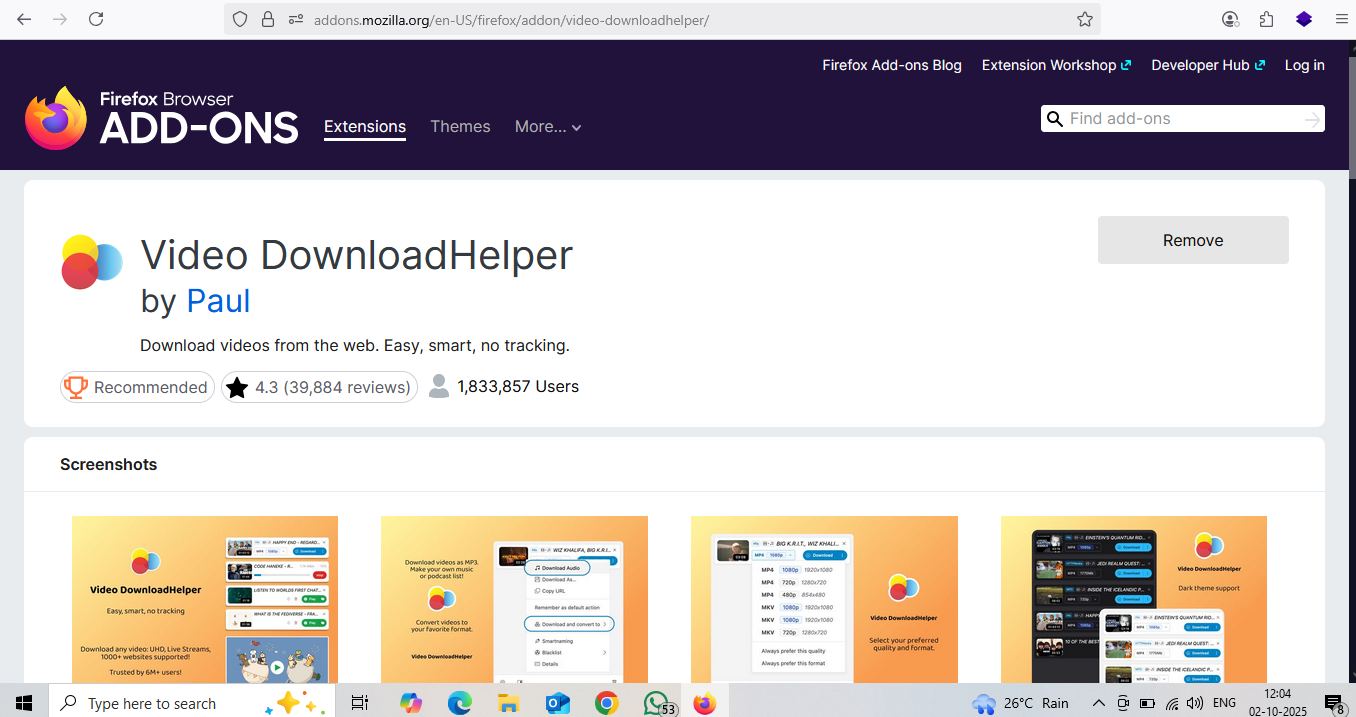 addons.mozilla.org/en-US/firefox/addon/video-downloadhelper/
Firefox Add-ons Blog
Extension Workshop
Developer Hub
Log in
Firefox Browser
ADD-ONS
Extensions
Themes
More...
Find add-ons
Video DownloadHelper
by Paul
Remove
Download videos from the web. Easy, smart, no tracking.
Recommended
4.3 (39,884 reviews)
1,833,857 Users
Screenshots
Video DownloadHelper
Easy, smart, no tracking
Download any video: UHD, Live Streams,
1000+ websites supported!
Trusted by 6M+ users!
HAPPY END - REGARD...
MP4 1080p Download
CODE HANEKE - R...
LISTEN TO WORLDS FIRST CHAT...
WHAT IS THE FEDIVERSE - FRA...
Download videos as MP3.
Make your own music
or podcast list!
Convert videos to
your favorite format.
Video DownloadHelper
WIZ KHALIFA, BIG K.R.I...
Download Audio
Download As...
Copy URL
Remember as default action
Download and convert to
Smartnaming
Blacklist
Details
BIG K.R.I.T., WIZ KHALI...
MP4 1080p Download
MP4 1080p 1920x1080
MP4 720p 1280x720
MP4 480p 854x480
MKV 1080p 1920x1080
MKV 1080p 1920x1080
MKV 720p 1280x720
Always prefer this quality
Always prefer this format
Video DownloadHelper
Select your preferred
quality and format.
EINSTEIN'S QUANTUM RID...
JEDI REALM QUEST: ...
INSIDE THE ICELANDIC P...
HAPPY
10 OF THE BEST
Video DownloadHelper
Dark theme support
EINSTEIN'S QUANTUM R...
JEDI REALM QUEST: ...
INSIDE THE ICELANDIC ...
Type here to search
53
26°C Rain
ENG
12:04
02-10-2025
8